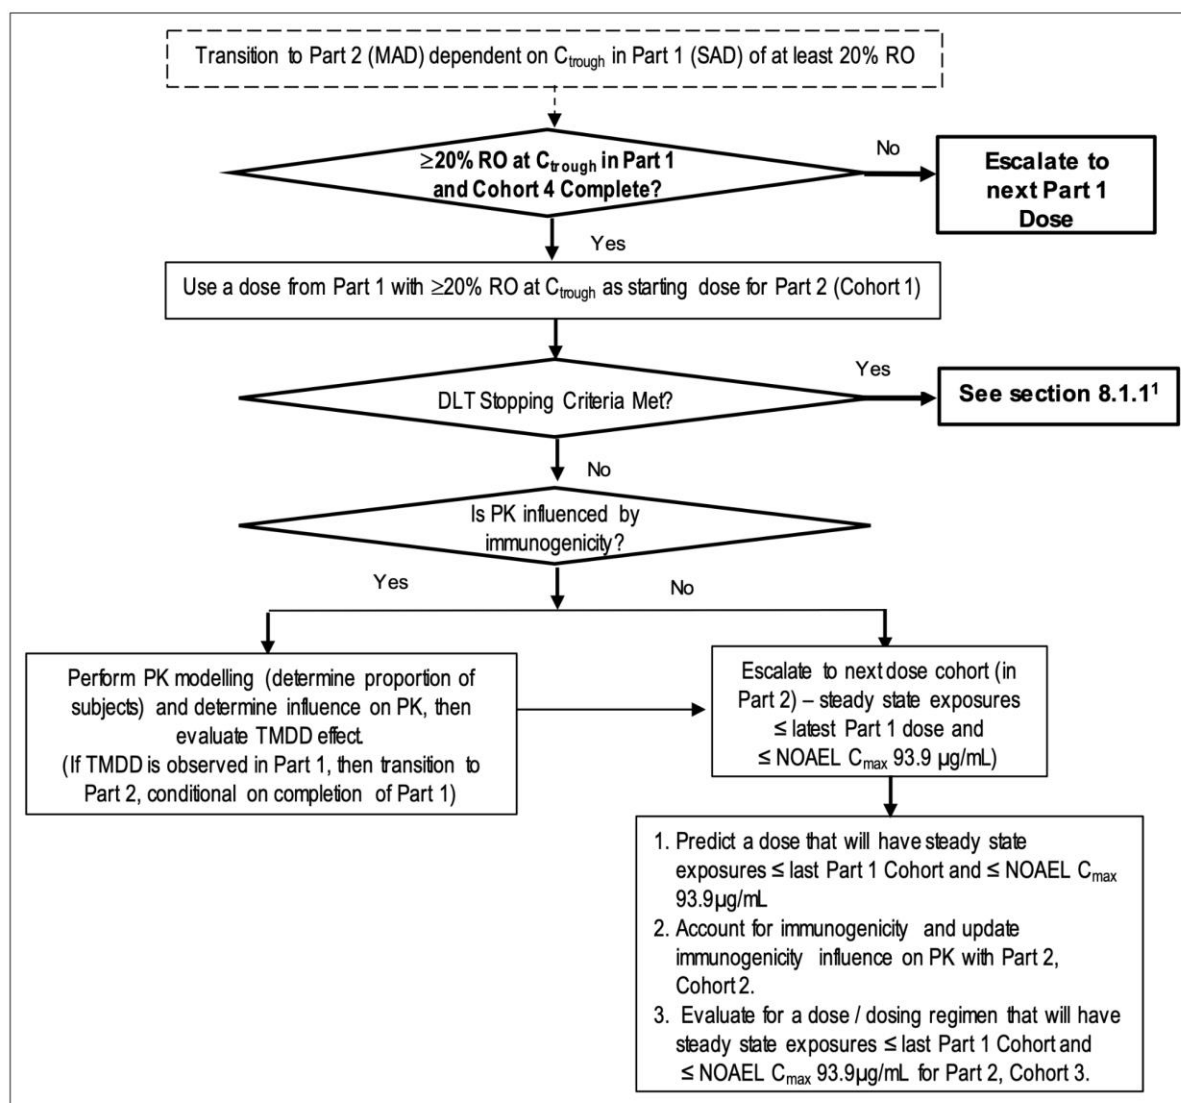 Transition to Part 2 (MAD) dependent on Ctrough in Part 1 (SAD) of at least 20% RO
≥20% RO at Ctrough in Part 1
and Cohort 4 Complete?
No
Escalate to
next Part 1
Dose
Yes
Use a dose from Part 1 with ≥20% RO at Ctrough as starting dose for Part 2 (Cohort 1)
DLT Stopping Criteria Met?
Yes
See section 8.1.1¹
No
Is PK influenced by
immunogenicity?
Yes
No
Perform PK modelling (determine proportion of
subjects) and determine influence on PK, then
evaluate TMDD effect.
(If TMDD is observed in Part 1, then transition to
Part 2, conditional on completion of Part 1)
Escalate to next dose cohort (in
Part 2) – steady state exposures
≤ latest Part 1 dose and
≤ NOAEL Cmax 93.9 µg/mL)
1. Predict a dose that will have steady state
exposures ≤ last Part 1 Cohort and ≤ NOAEL Cmax
93.9µg/mL
2. Account for immunogenicity and update
immunogenicity influence on PK with Part 2,
Cohort 2.
3. Evaluate for a dose / dosing regimen that will have
steady state exposures ≤ last Part 1 Cohort and
≤ NOAEL Cmax 93.9µg/mL for Part 2, Cohort 3.